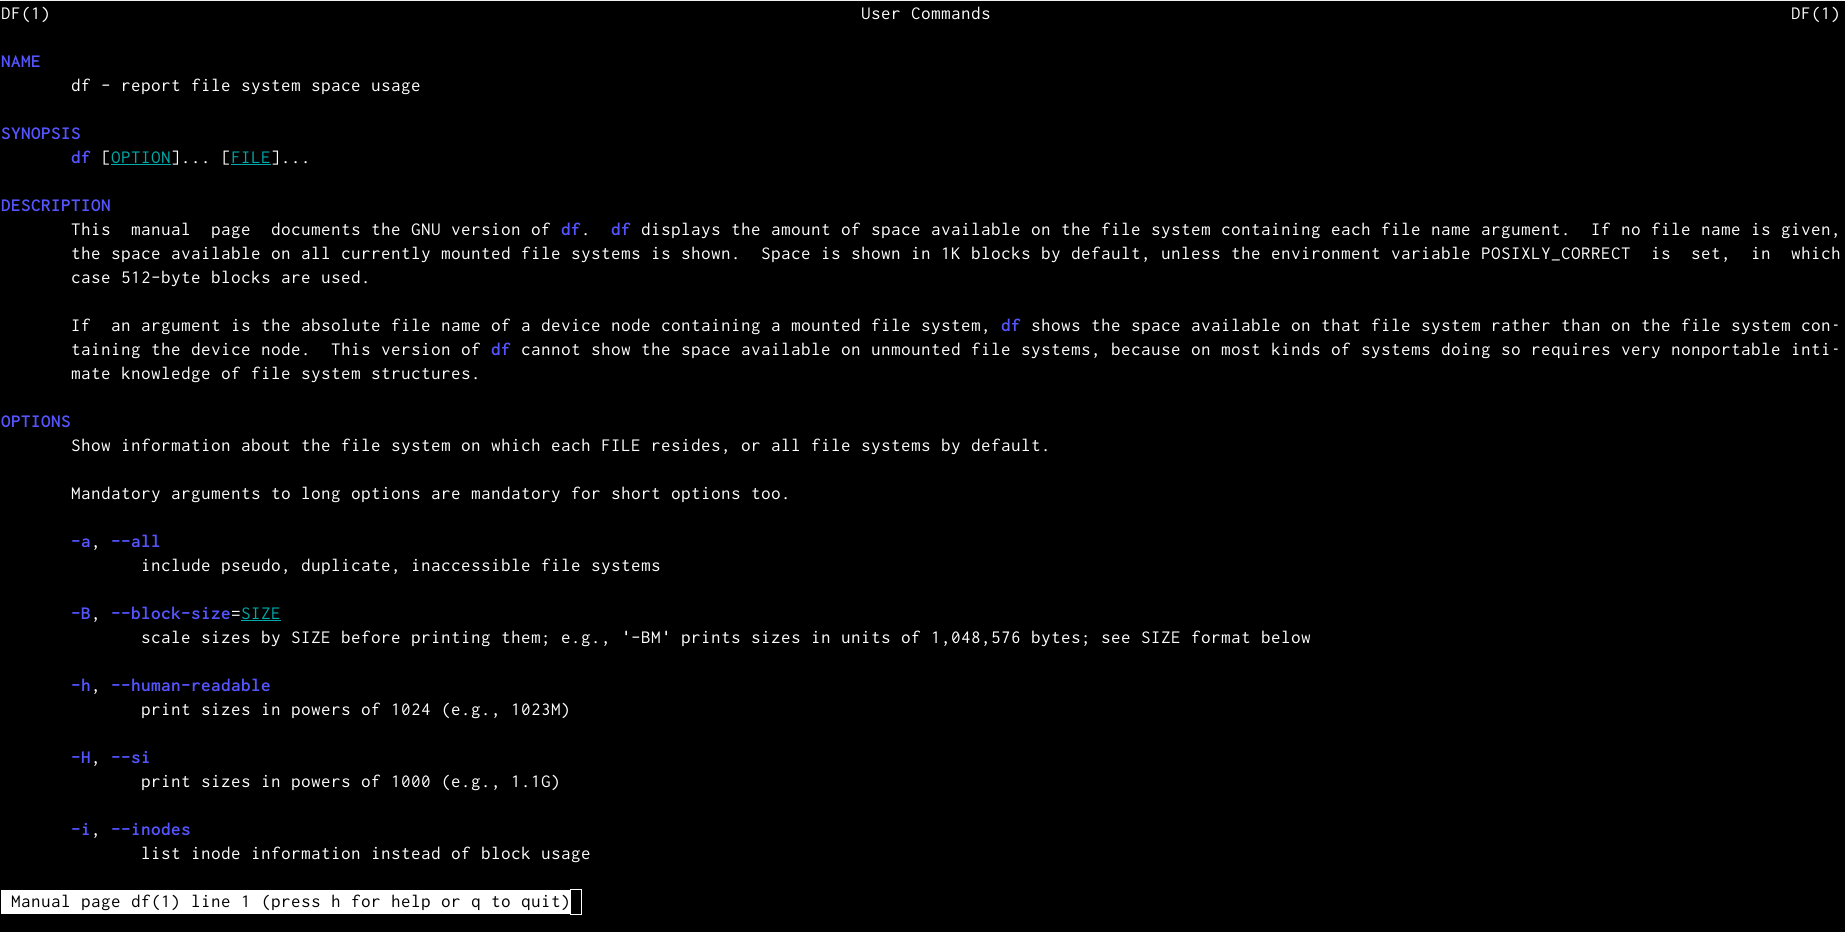 DF(1) User Commands DF(1)
NAME
df - report file system space usage
SYNOPSIS
df [OPTION]... [FILE]...
DESCRIPTION
This manual page documents the GNU version of df. df displays the amount of space available on the file system containing each file name argument. If no file name is given,
the space available on all currently mounted file systems is shown. Space is shown in 1K blocks by default, unless the environment variable POSIXLY_CORRECT is set, in which
case 512-byte blocks are used.
If an argument is the absolute file name of a device node containing a mounted file system, df shows the space available on that file system rather than on the file system con-
taining the device node. This version of df cannot show the space available on unmounted file systems, because on most kinds of systems doing so requires very nonportable inti-
mate knowledge of file system structures.
OPTIONS
Show information about the file system on which each FILE resides, or all file systems by default.
Mandatory arguments to long options are mandatory for short options too.
-a, --all
include pseudo, duplicate, inaccessible file systems
-B, --block-size=SIZE
scale sizes by SIZE before printing them; e.g., '-BM' prints sizes in units of 1,048,576 bytes; see SIZE format below
-h, --human-readable
print sizes in powers of 1024 (e.g., 1023M)
-H, --si
print sizes in powers of 1000 (e.g., 1.1G)
-i, --inodes
list inode information instead of block usage
Manual page df(1) line 1 (press h for help or q to quit)